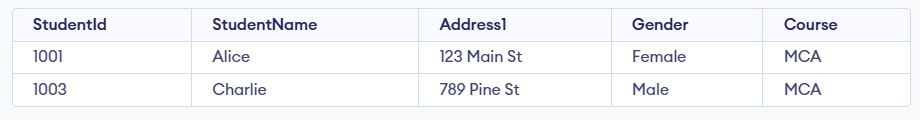 StudentId StudentName Address1 Gender Course
1001 Alice 123 Main St Female MCA
1003 Charlie 789 Pine St Male MCA